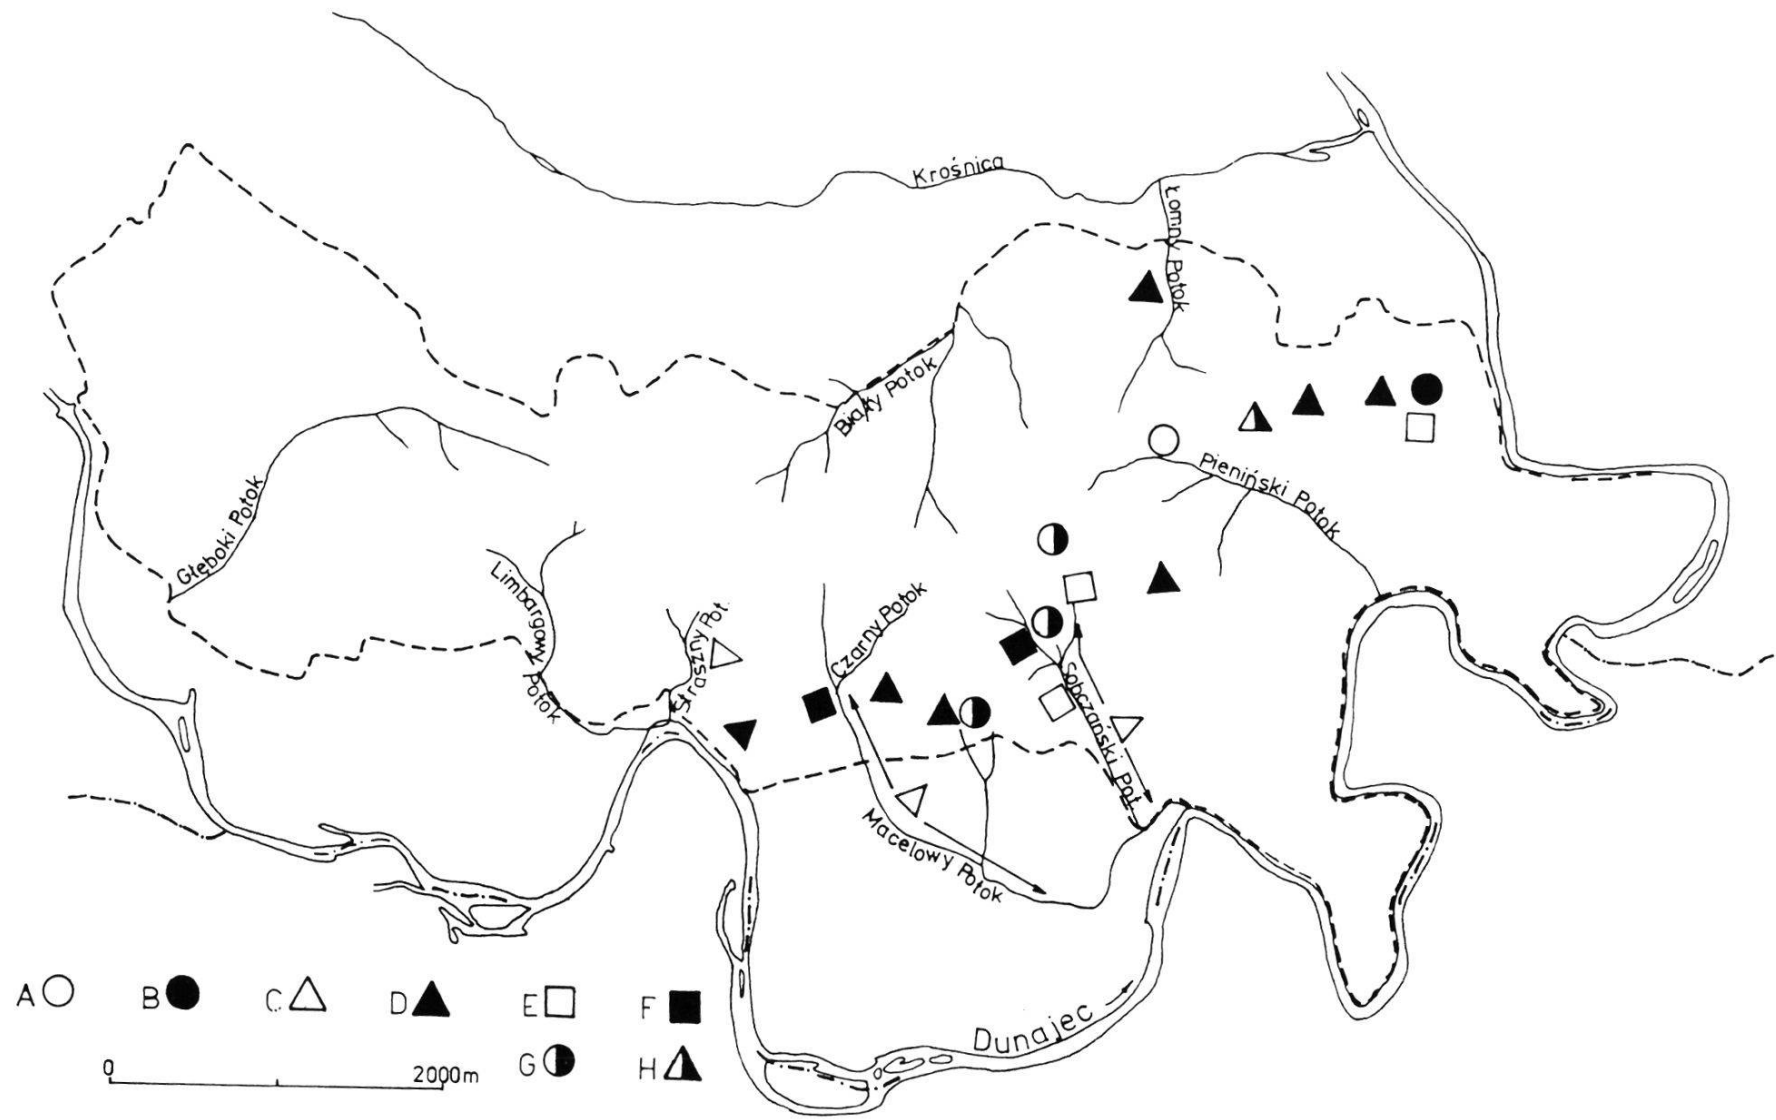 Krośnica
Łomny Potok
Biały Potok
Pieniński Potok
Głęboki Potok
Limbargowy Potok
Straszny Pot.
Czarny Potok
Sobczański Pot.
Macelowy Potok
Dunajec
A
B
C
D
E
F
G
H
0
2000m